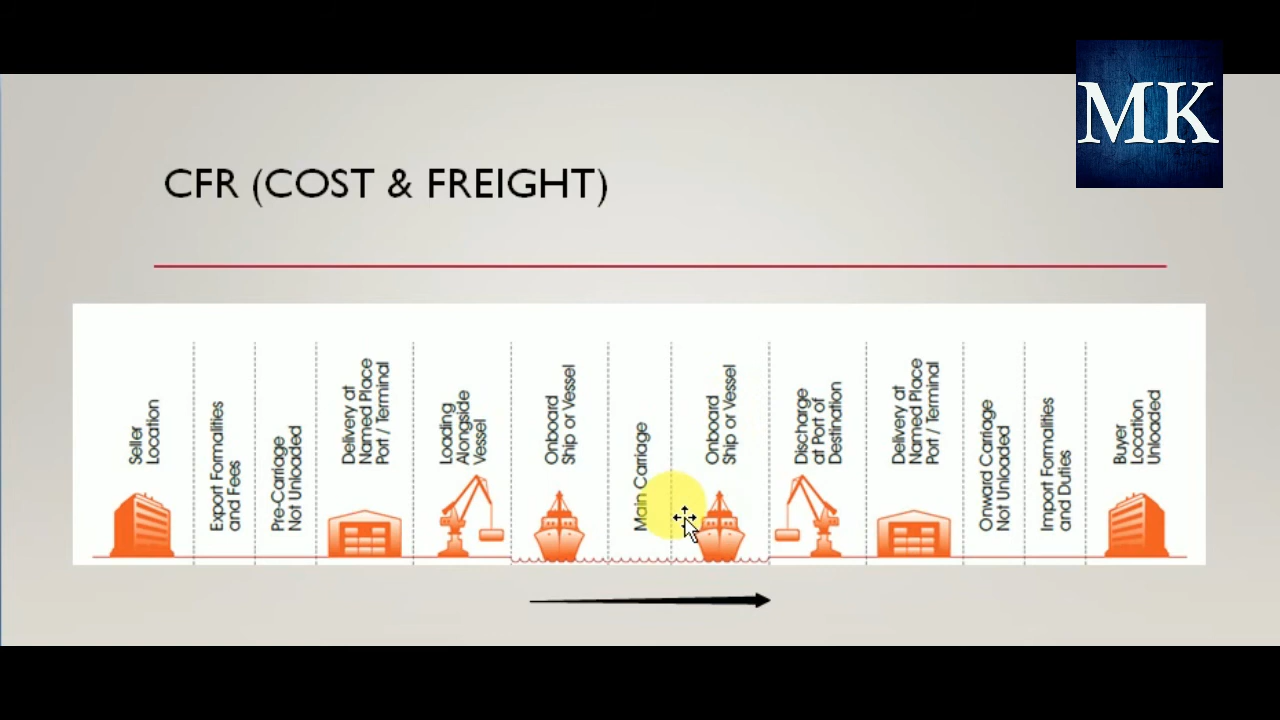 MK
CFR (COST & FREIGHT)
Seller
Location
Export Formalities
and Fees
Pre-Carriage
Not Unloaded
Delivery at
Named Place
Port / Terminal
Loading
Alongside
Vessel
Onboard
Ship or Vessel
Main Carriage
Onboard
Ship or Vessel
Discharge
at Port of
Destination
Delivery at
Named Place
Port / Terminal
Onward Carriage
Not Unloaded
Import Formalities
and Duties
Buyer
Location
Unloaded